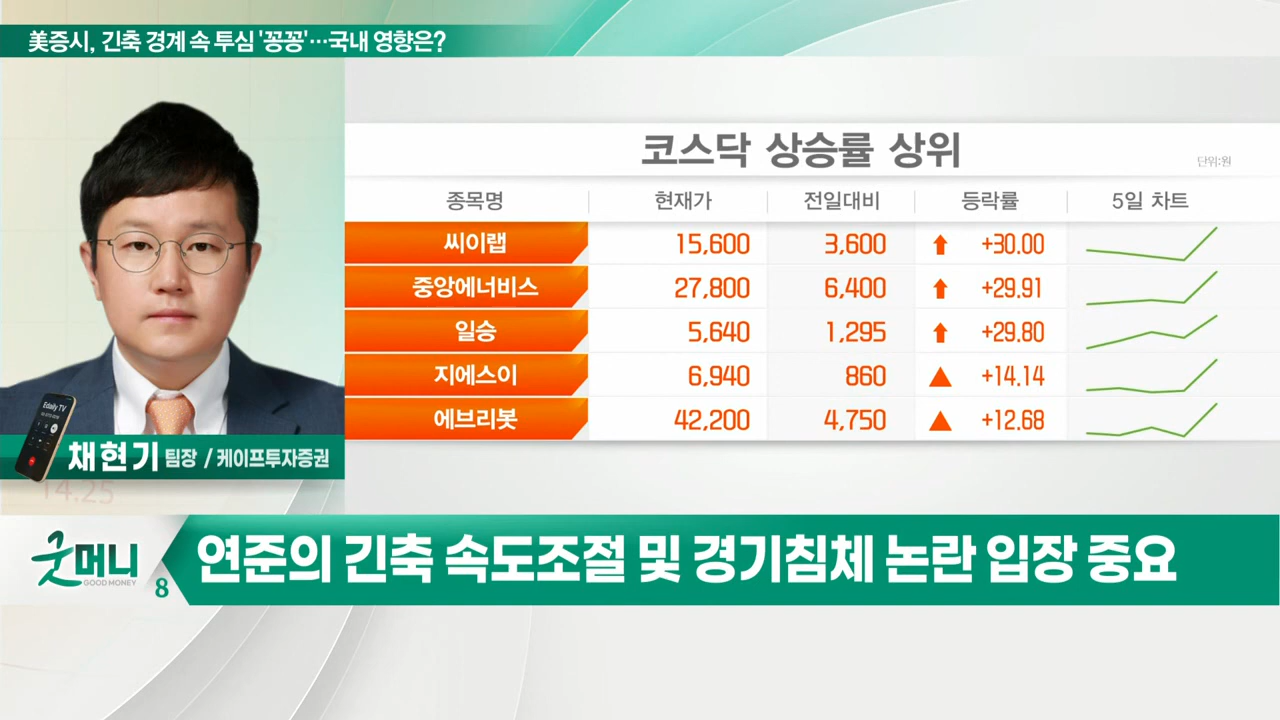 美증시, 긴축 경계 속 투심 '꽁꽁'…국내 영향은?
코스닥 상승률 상위
단위:원
종목명 현재가 전일대비 등락률 5일 차트
씨이랩 15,600 3,600 ⬆ +30.00
중앙에너비스 27,800 6,400 ⬆ +29.91
일승 5,640 1,295 ⬆ +29.80
지에스이 6,940 860 ▲ +14.14
에브리봇 42,200 4,750 ▲ +12.68
Edaily TV
채현기 팀장 / 케이프투자증권
14.25
굿머니
GOOD MONEY
8
연준의 긴축 속도조절 및 경기침체 논란 입장 중요